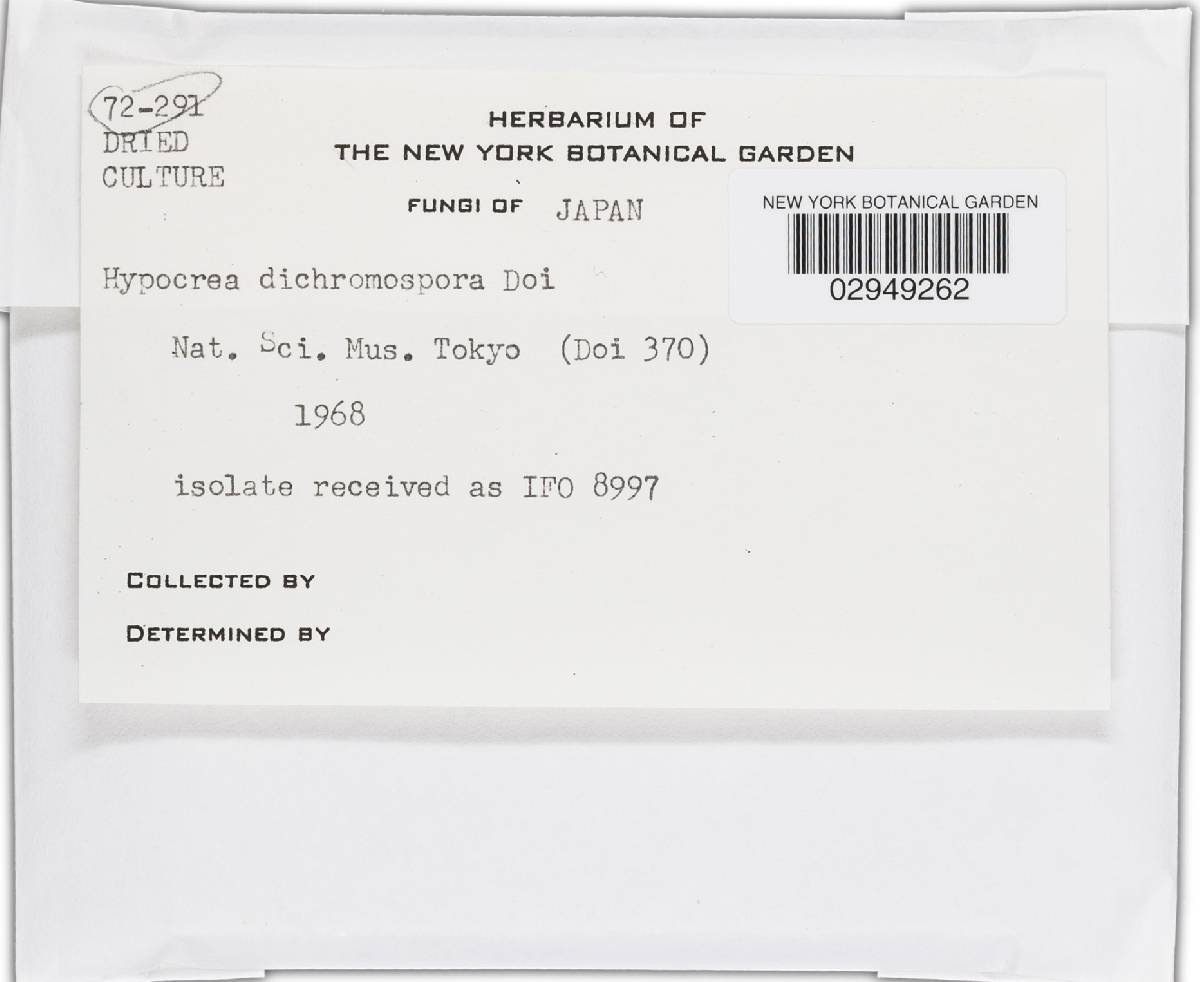 72-291
DRIED
CULTURE
HERBARIUM OF
THE NEW YORK BOTANICAL GARDEN
FUNGI OF JAPAN
NEW YORK BOTANICAL GARDEN
02949262
Hypocrea dichromospora Doi
Nat. Sci. Mus. Tokyo (Doi 370)
1968
isolate received as IFO 8997
COLLECTED BY
DETERMINED BY